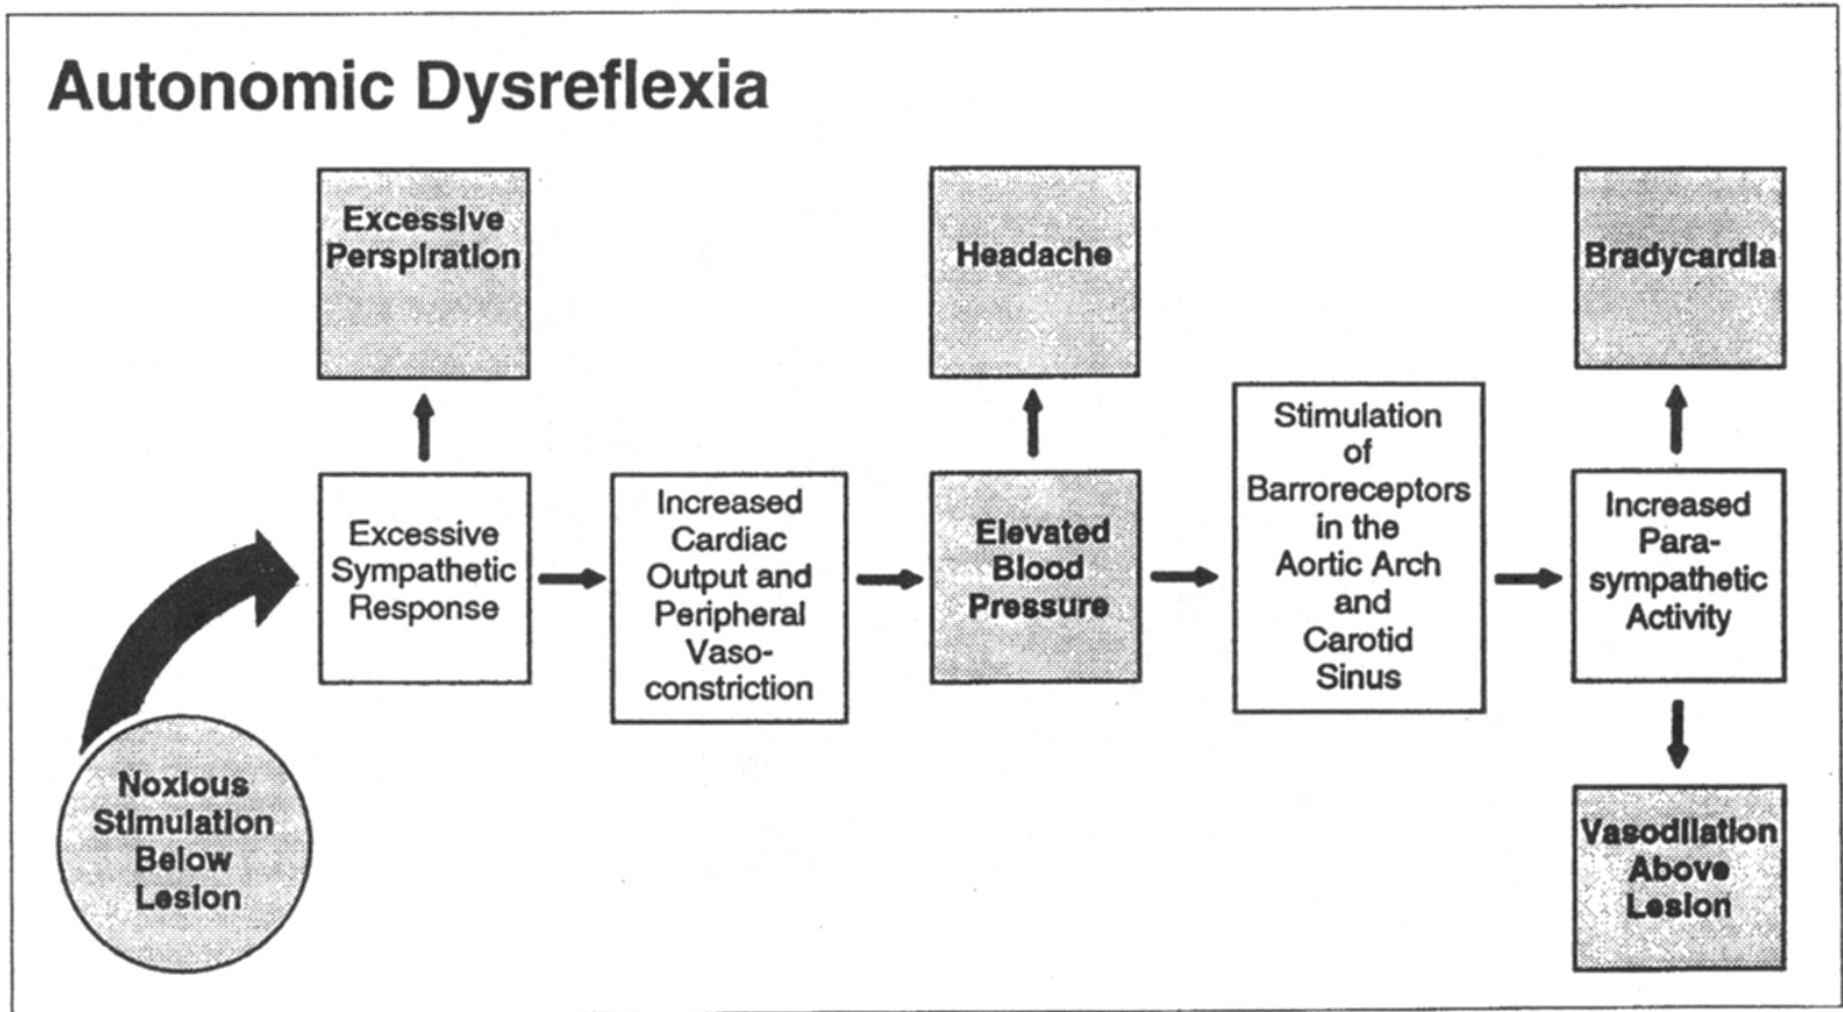 Autonomic Dysreflexia
Excessive
Perspiration
Headache
Bradycardia
Noxious
Stimulation
Below
Lesion
Excessive
Sympathetic
Response
Increased
Cardiac
Output and
Peripheral
Vaso-
constriction
Elevated
Blood
Pressure
Stimulation
of
Barroreceptors
in the
Aortic Arch
and
Carotid
Sinus
Increased
Para-
sympathetic
Activity
Vasodilation
Above
Lesion